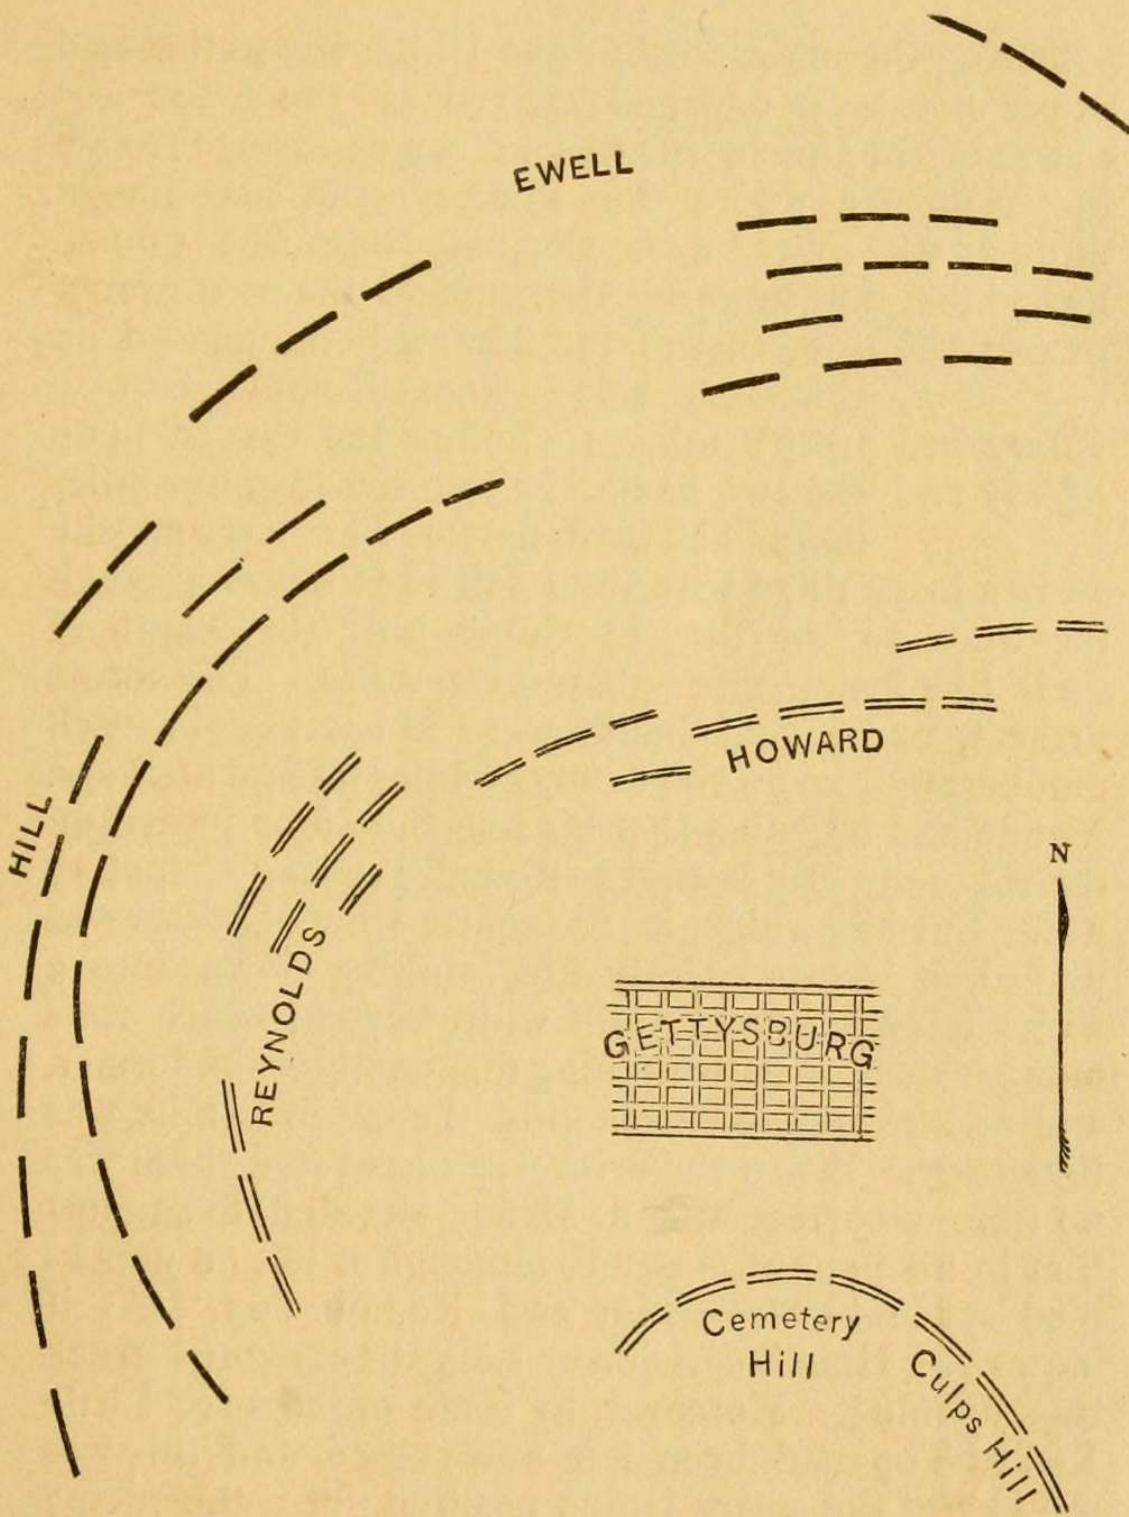 EWELL
HOWARD
HILL
N
REYNOLDS
GETTYSBURG
Cemetery
Hill
Culps Hill